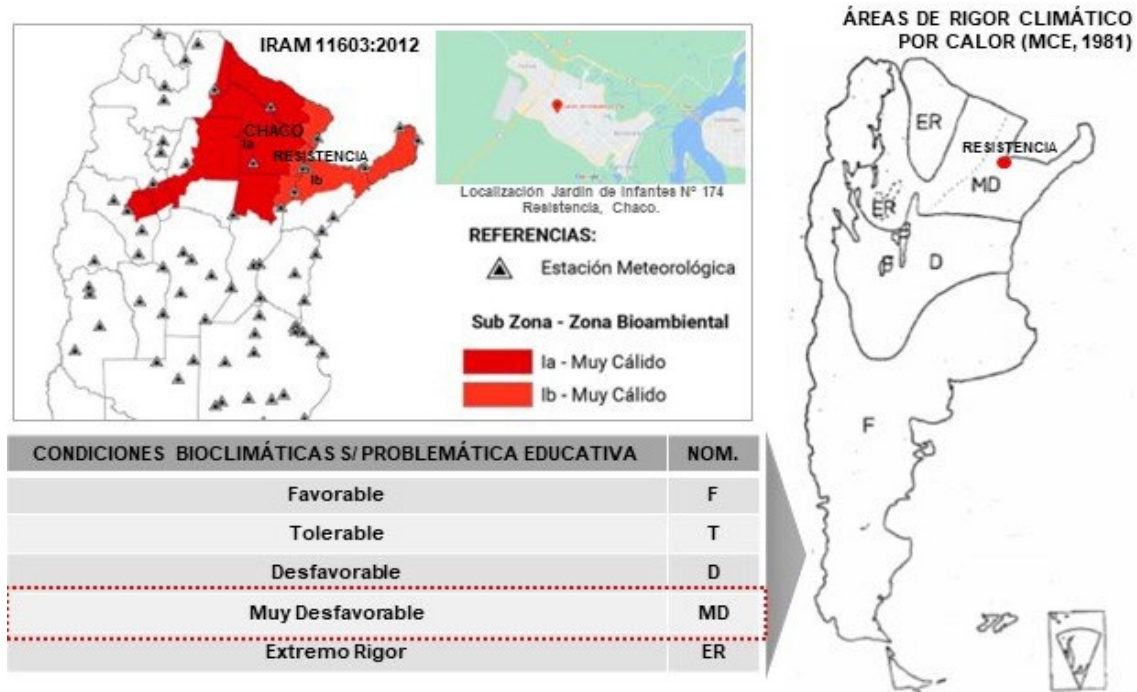 IRAM 11603:2012
CHACO
Ia
RESISTENCIA
Ib
Localización Jardín de Infantes Nº 174
Resistencia, Chaco.
REFERENCIAS:
Estación Meteorológica
Sub Zona - Zona Bioambiental
Ia - Muy Cálido
Ib - Muy Cálido
ÁREAS DE RIGOR CLIMÁTICO
POR CALOR (MCE, 1981)
ER
RESISTENCIA
MD
ER
D
F
CONDICIONES BIOCLIMÁTICAS S/ PROBLEMÁTICA EDUCATIVA NOM.
Favorable F
Tolerable T
Desfavorable D
Muy Desfavorable MD
Extremo Rigor ER